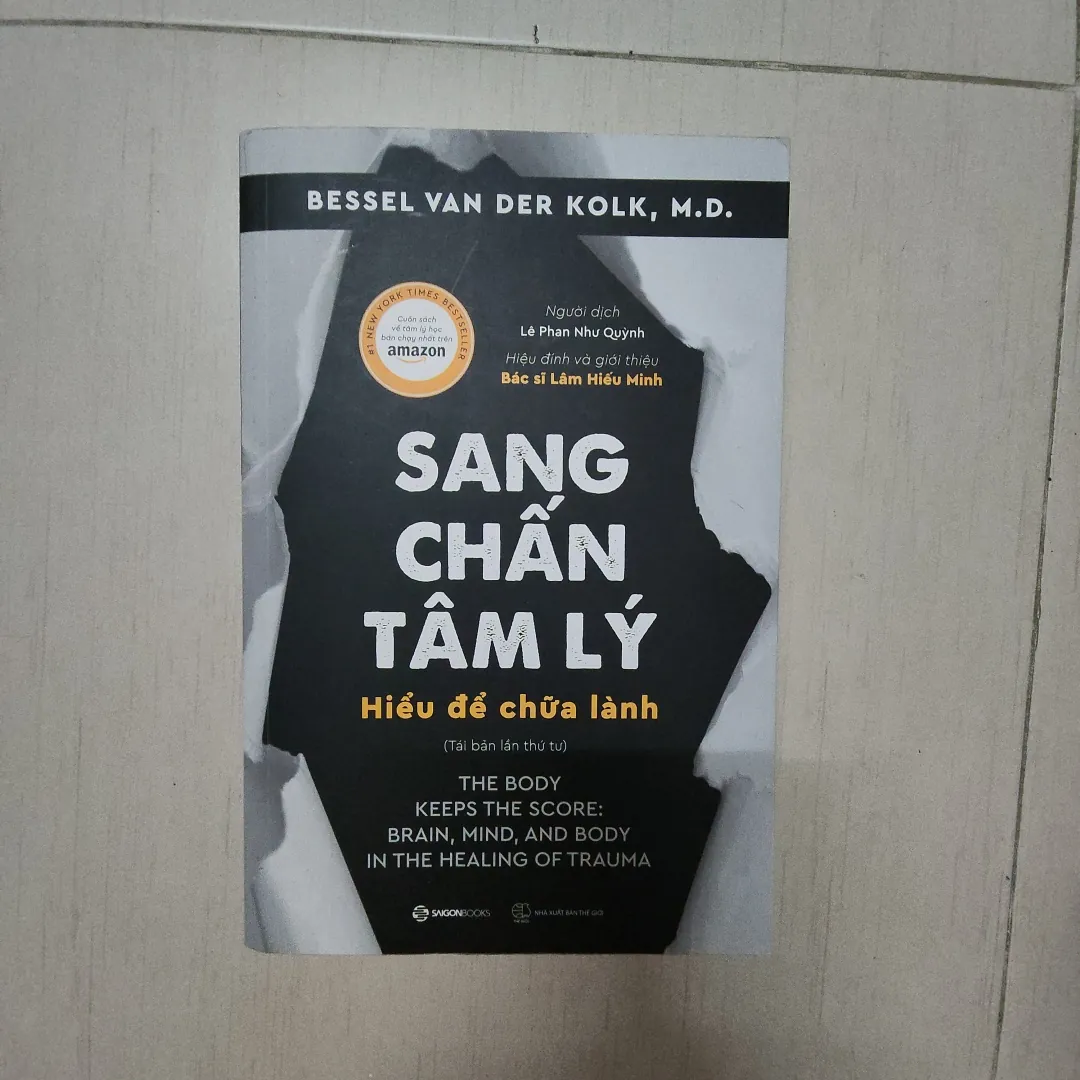 BESSEL VAN DER KOLK, M.D.
#1 NEW YORK TIMES BESTSELLER
Cuốn sách
về tâm lý học
bán chạy nhất trên
amazon
Người dịch
Lê Phan Như Quỳnh
Hiệu đính và giới thiệu
Bác sĩ Lâm Hiếu Minh
SANG
CHẤN
TÂM LÝ
Hiểu để chữa lành
(Tái bản lần thứ tư)
THE BODY
KEEPS THE SCORE:
BRAIN, MIND, AND BODY
IN THE HEALING OF TRAUMA
SAIGONBOOKS
THẾ GIỚI
NHÀ XUẤT BẢN THẾ GIỚI